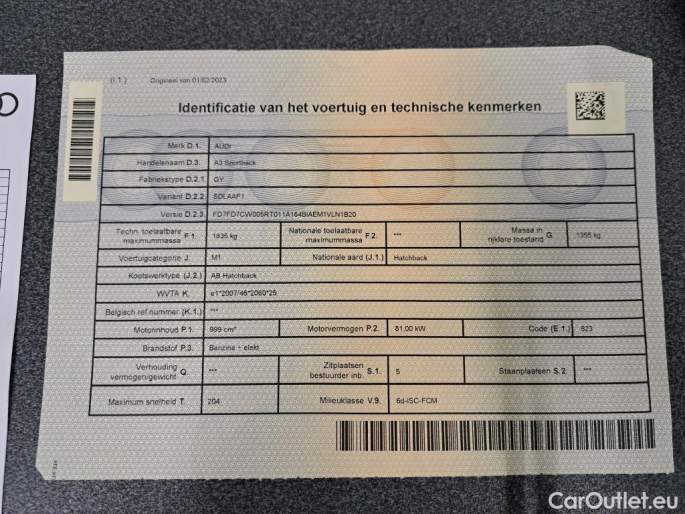 (I.1.) Origineel van 01/02/2023
Identificatie van het voertuig en technische kenmerken
Merk D.1. AUDI
Handelsnaam D.3. A3 Sportback
Fabriekstype D.2.1 GY
Variant D.2.2 SDLAAF1
Versie D.2.3. FD7FD7CW005RT011A164BIAEM1VLN1B20
Techn. toelaatbare maximummassa F.1. 1835 kg Nationale toelaatbare maximummassa F.2. *** Massa in rijklare toestand G. 1355 kg
Voertuigcategorie J. M1 Nationale aard (J.1.) Hatchback
Koetswerktype (J.2.) AB Hatchback
WVTA K. e1*2007/46*2060*25
Belgisch ref nummer (K.1.) ***
Motorinhoud P.1. 999 cm³ Motorvermogen P.2. 81.00 kW Code (E.1.) 823
Brandstof P.3. Benzine + elekt
Verhouding vermogen/gewicht Q. *** Zitplaatsen bestuurder inb. S.1. 5 Staanplaatsen S.2. ***
Maximum snelheid T. 204 Milieuklasse V.9. 6d-ISC-FCM
CarOutlet.eu